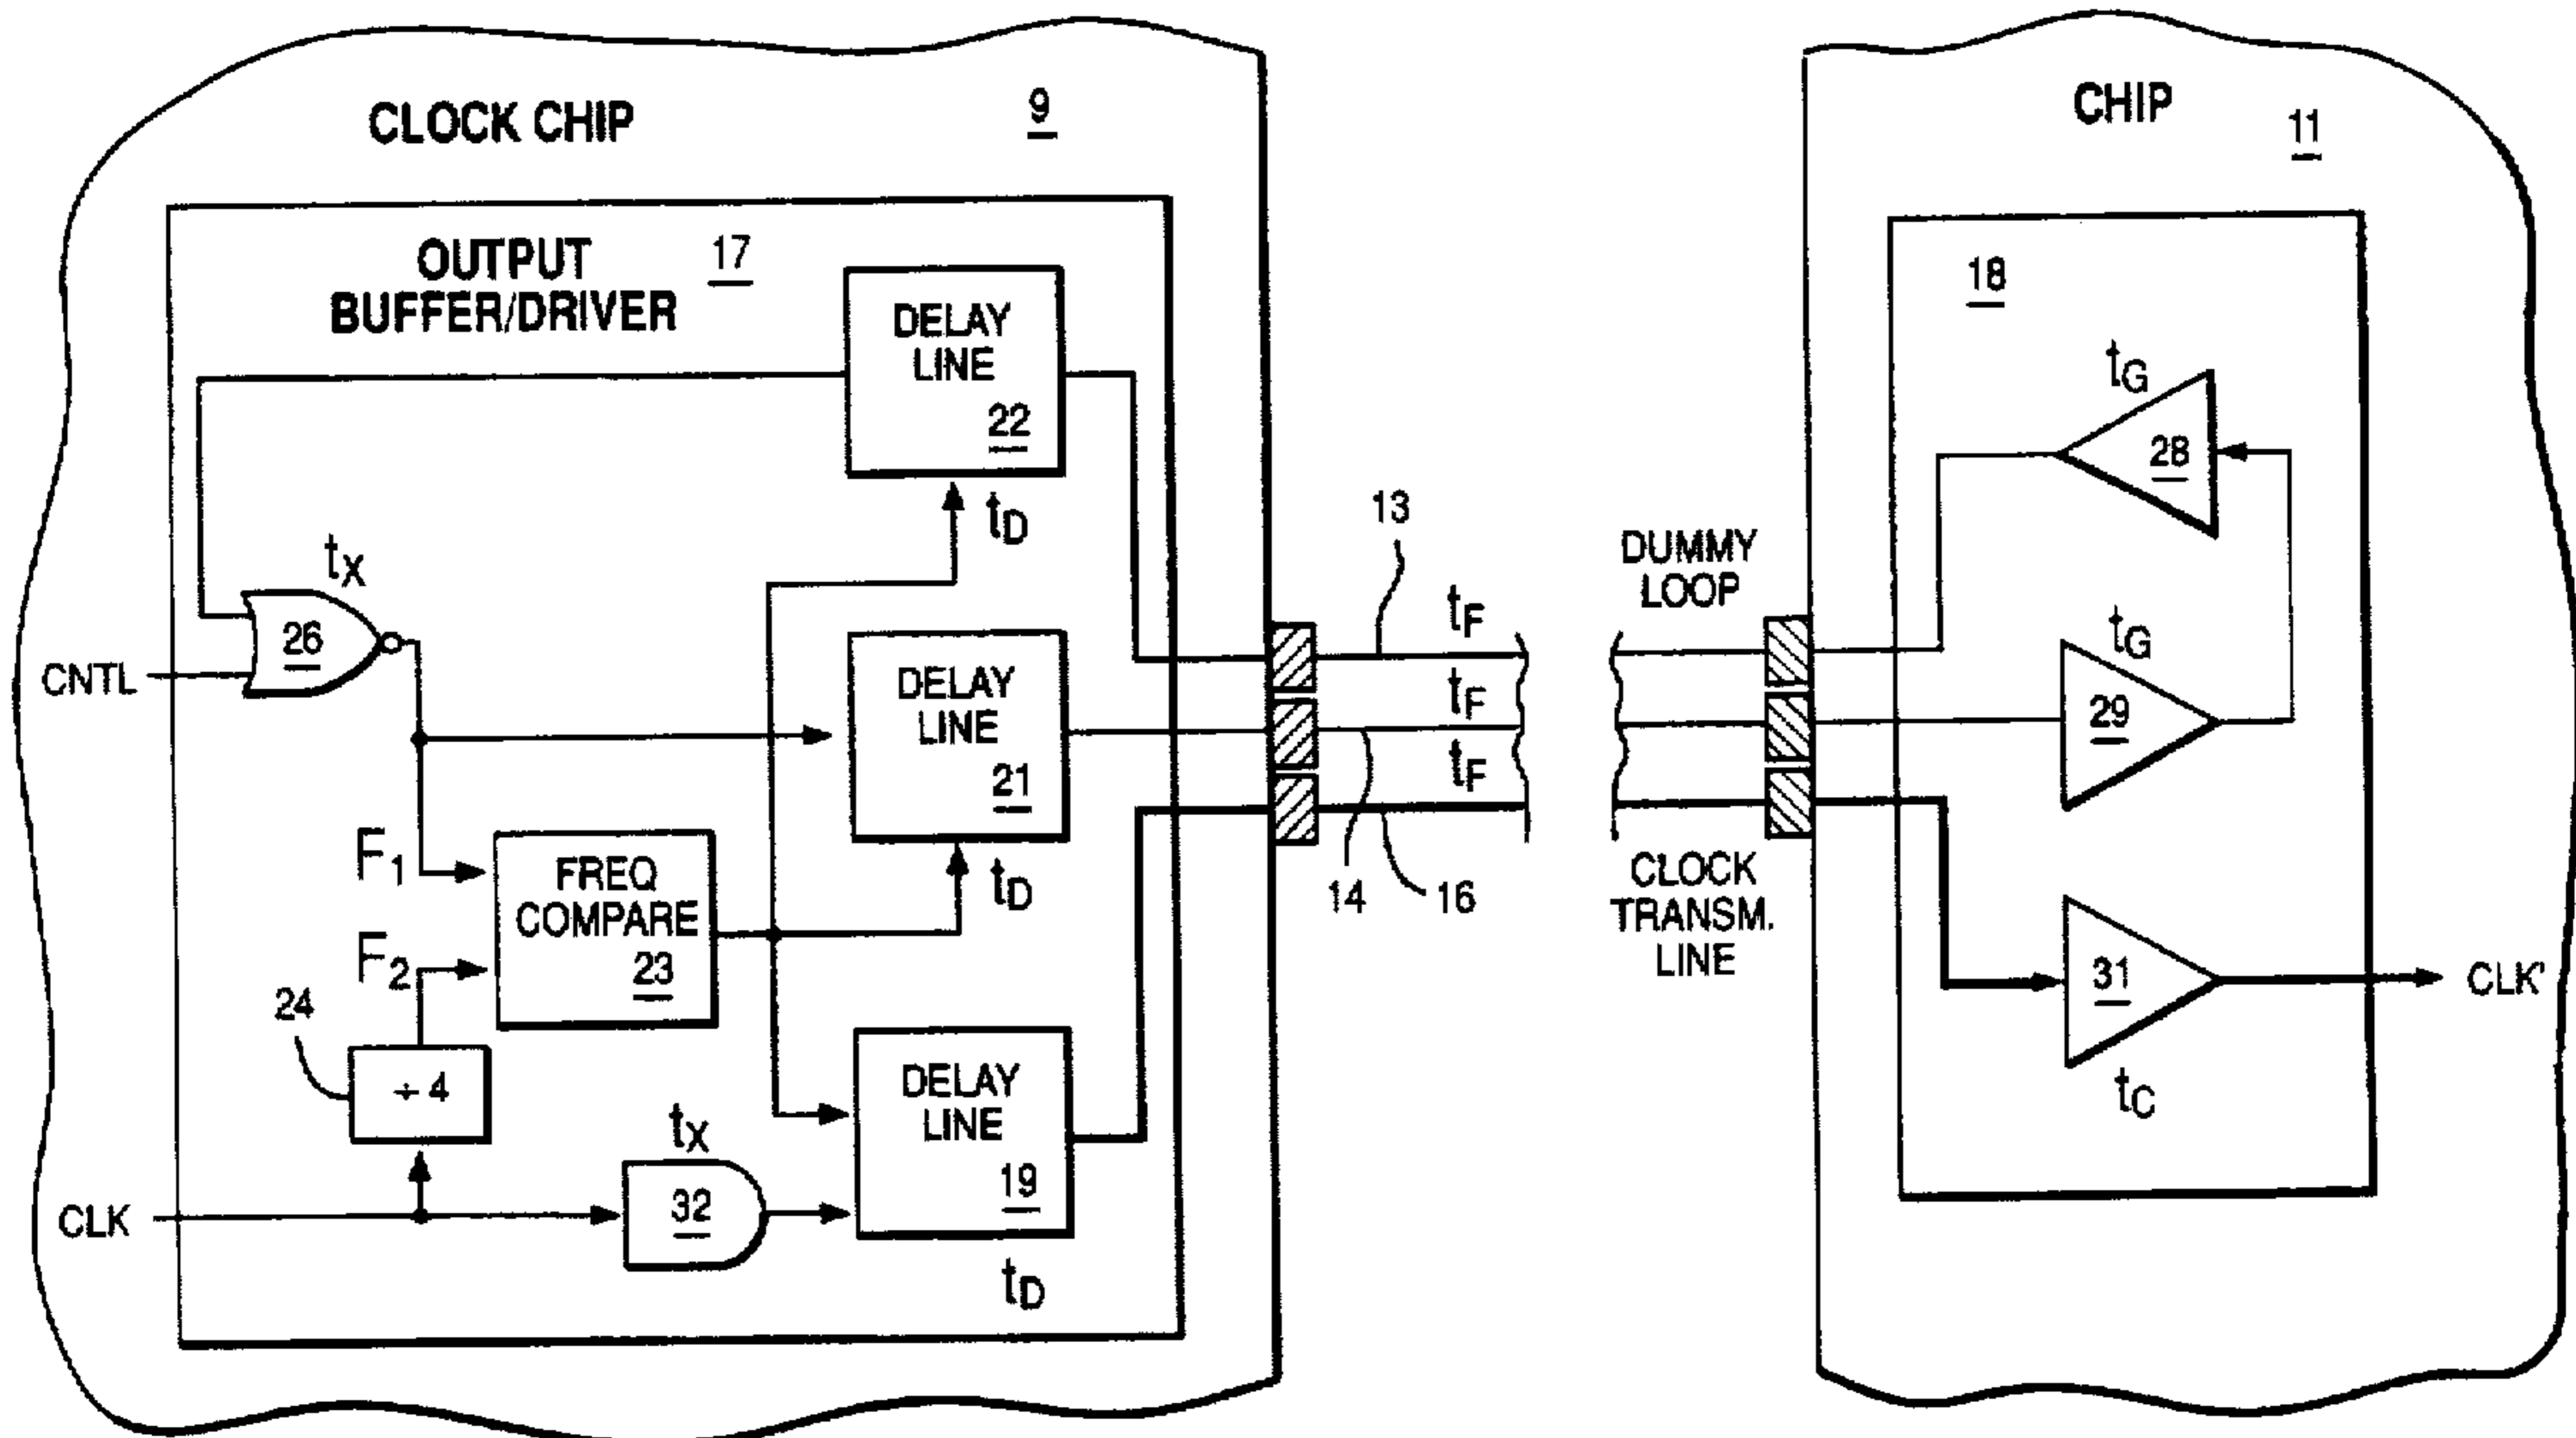 CLOCK CHIP
9
OUTPUT
BUFFER/DRIVER
17
DELAY
LINE
22
tD
tX
26
CNTL
DELAY
LINE
21
tD
F1
FREQ
COMPARE
23
F2
24
÷ 4
tX
CLK
32
DELAY
LINE
19
tD
13
tF
tF
tF
14
16
DUMMY
LOOP
CLOCK
TRANSM.
LINE
CHIP
11
18
tG
28
tG
29
31
tC
CLK'